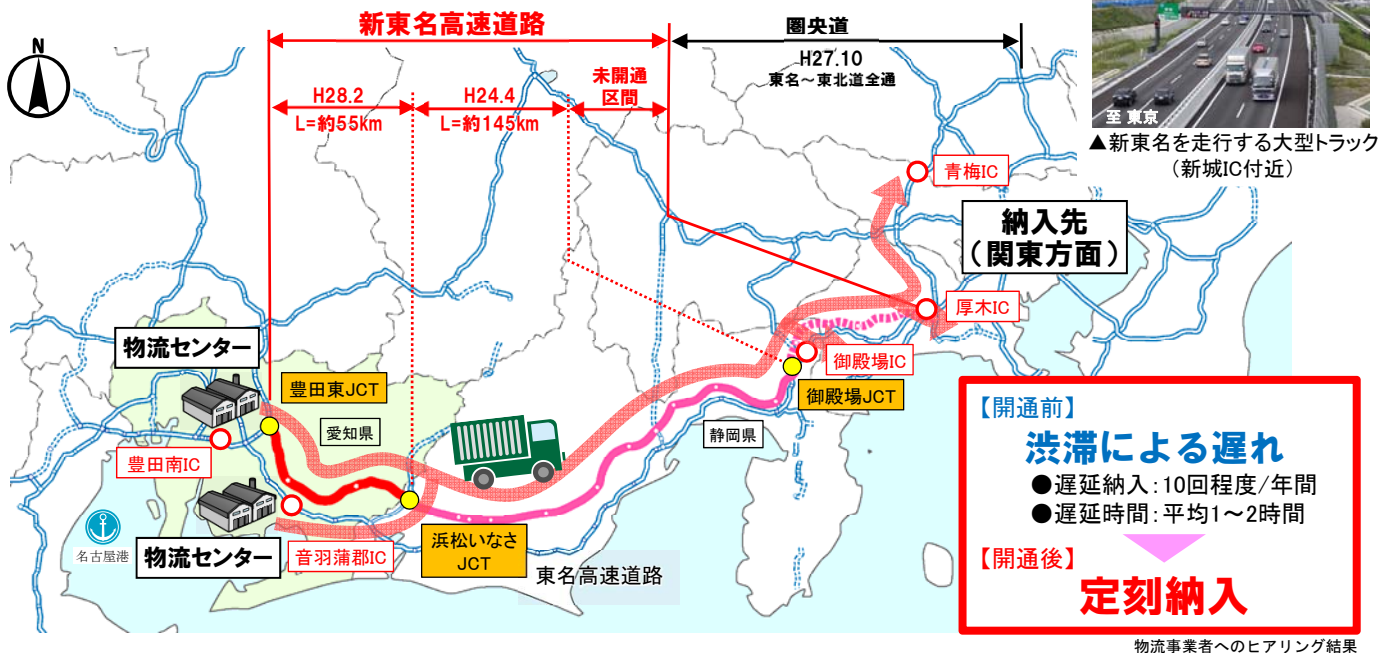 新東名高速道路
圏央道
N
H27.10
東名～東北道全通
未開通
区間
H28.2
L=約55km
H24.4
L=約145km
至 東京
▲新東名を走行する大型トラック
(新城IC付近)
青梅IC
納入先
(関東方面)
厚木IC
物流センター
御殿場IC
豊田東JCT
御殿場JCT
愛知県
静岡県
豊田南IC
名古屋港
物流センター
音羽蒲郡IC
浜松いなさ
JCT
東名高速道路
【開通前】
渋滞による遅れ
●遅延納入:10回程度/年間
●遅延時間:平均1～2時間
【開通後】
定刻納入
物流事業者へのヒアリング結果